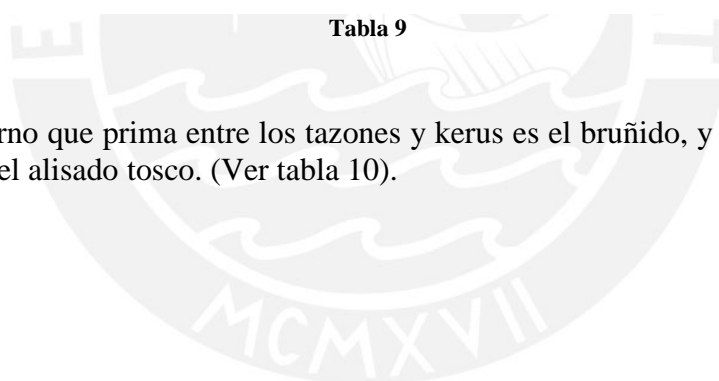 Tabla 9
rno que prima entre los tazones y kerus es el bruñido, y
el alisado tosco. (Ver tabla 10).
MCMXVII